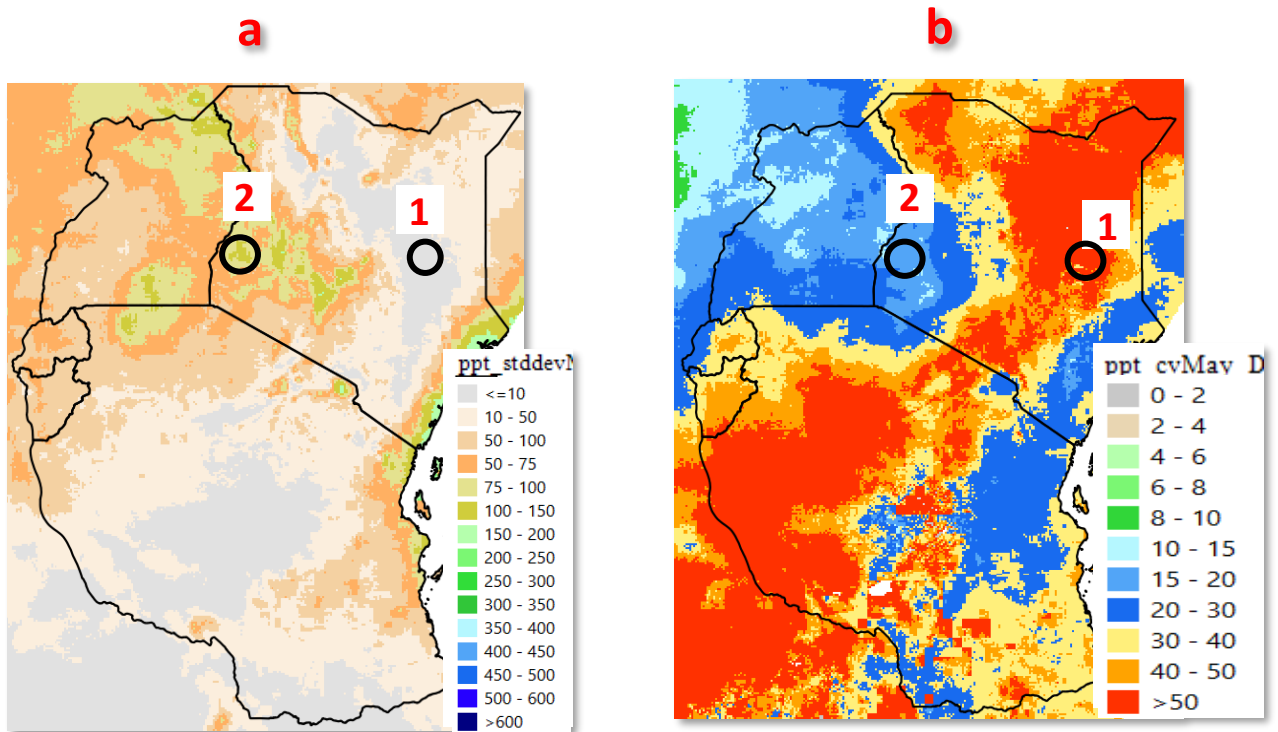 a
b
2
1
2
1
ppt_stddevM
<=10
10 - 50
50 - 100
50 - 75
75 - 100
100 - 150
150 - 200
200 - 250
250 - 300
300 - 350
350 - 400
400 - 450
450 - 500
500 - 600
>600
ppt cvMay D
0 - 2
2 - 4
4 - 6
6 - 8
8 - 10
10 - 15
15 - 20
20 - 30
30 - 40
40 - 50
>50